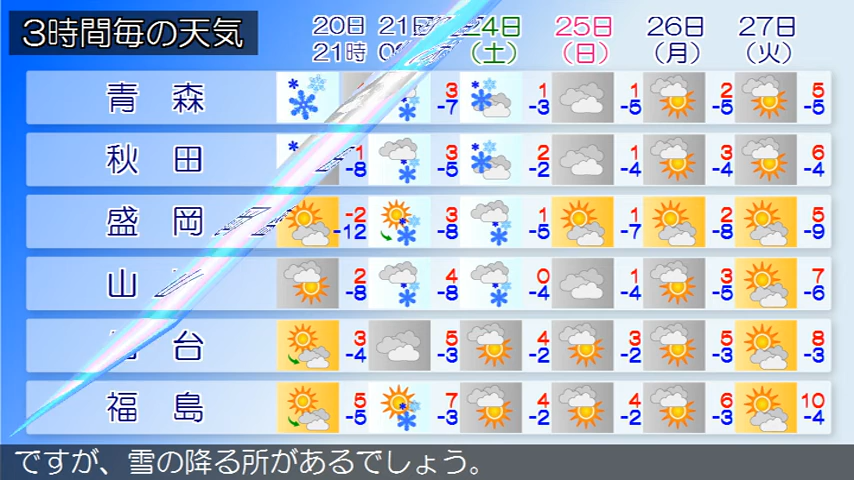 3時間毎の天気
20日 21日 24日 25日 26日 27日
21時 (土) (日) (月) (火)
青森 3 -7 1 -3 1 -5 2 -5 5 -5
秋田 -1 -8 3 -5 2 -2 1 -4 3 -4 6 -4
盛岡 -2 -12 3 -8 1 -5 1 -7 2 -8 5 -9
山 2 -8 4 -8 0 -4 1 -4 3 -5 7 -6
台 3 -4 5 -3 4 -2 3 -2 5 -3 8 -3
福島 5 -5 7 -3 4 -2 4 -2 6 -3 10 -4
ですが、雪の降る所があるでしょう。